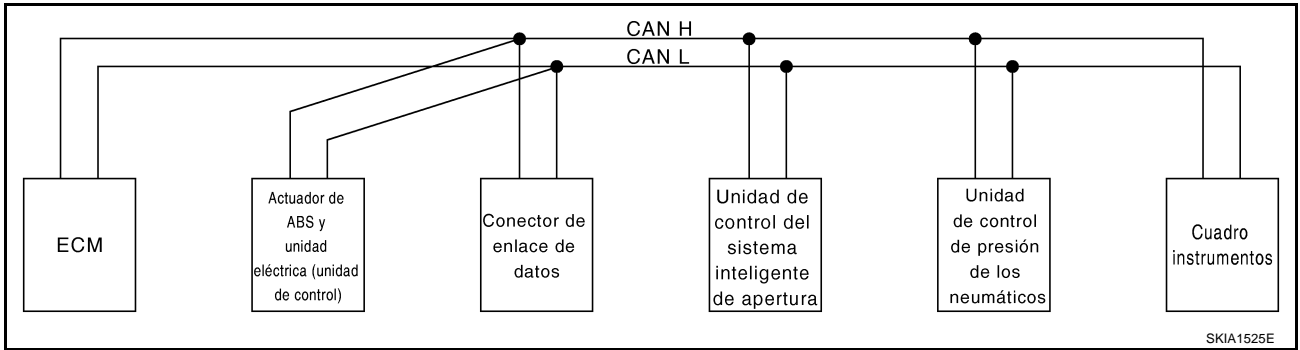 CAN H
CAN L
ECM
Actuador de
ABS y
unidad
eléctrica (unidad
de control)
Conector de
enlace de
datos
Unidad de
control del
sistema
inteligente
de apertura
Unidad
de control
de presión
de los
neumáticos
Cuadro
instrumentos
SKIA1525E